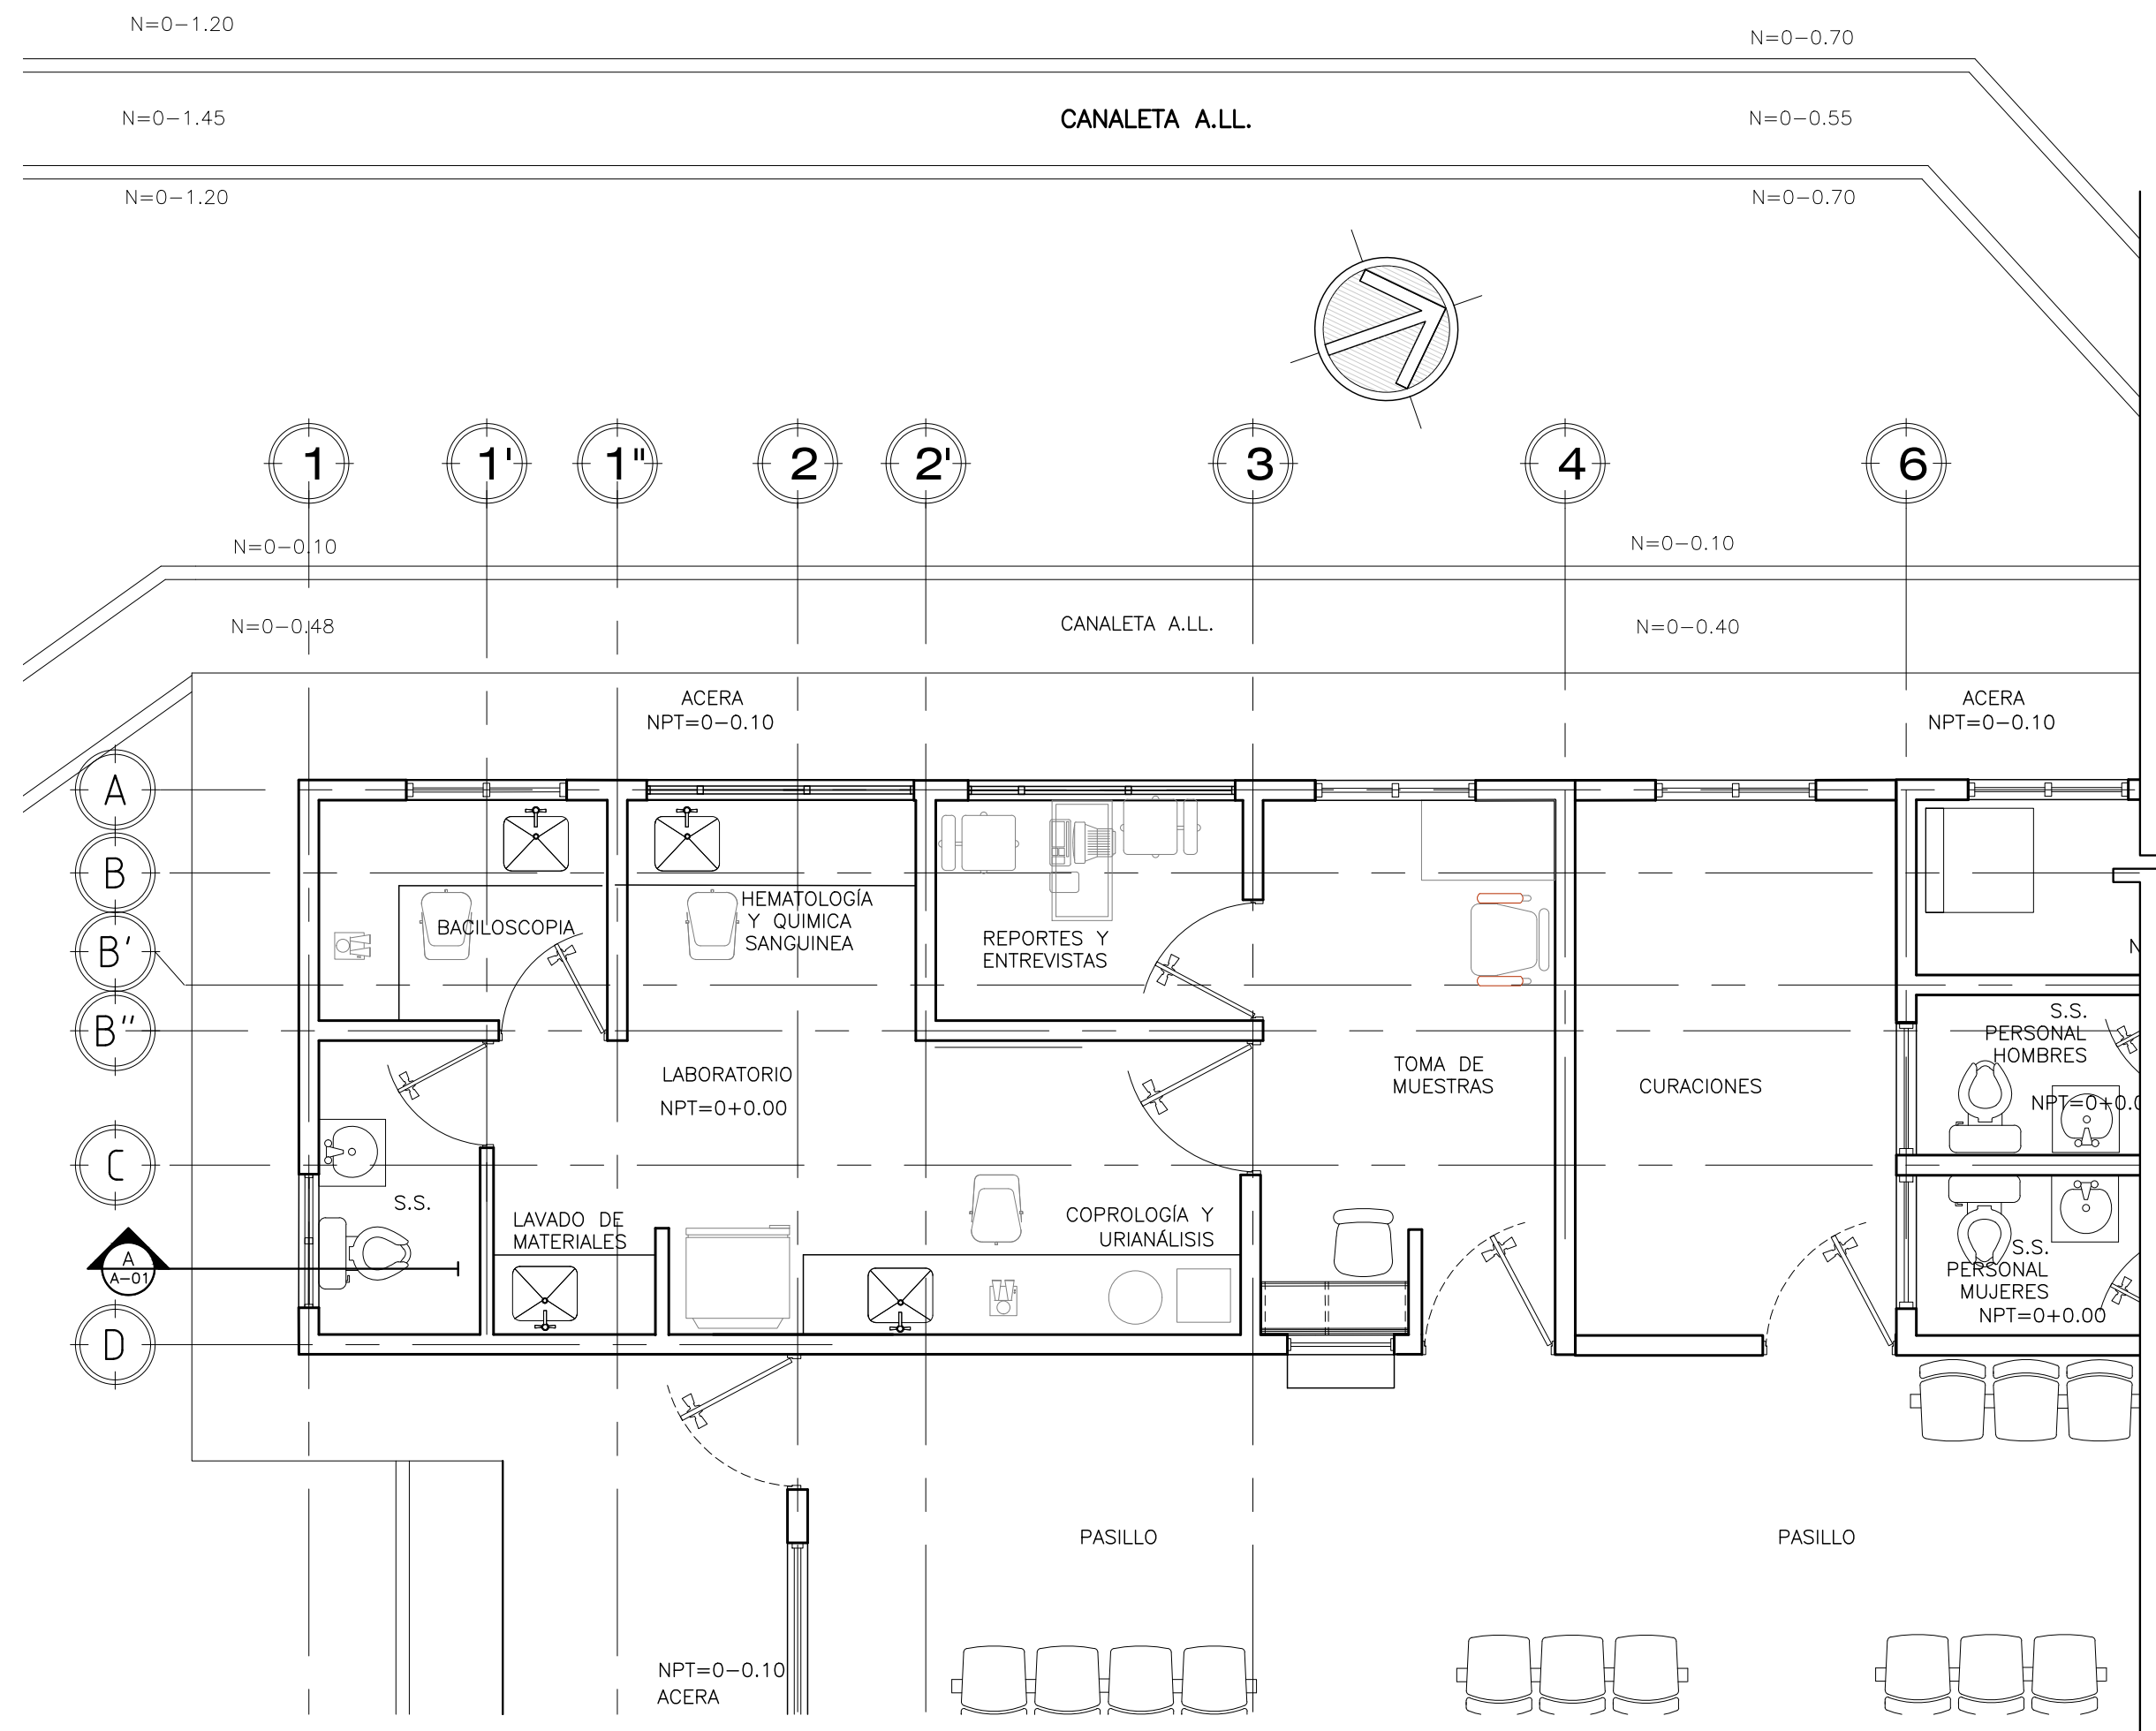 N=0-1.20
N=0-0.70
N=0-1.45
CANALETA A.LL.
N=0-0.55
N=0-1.20
N=0-0.70
1
1'
1"
2
2'
3
4
6
N=0-0.10
N=0-0.10
N=0-0.48
CANALETA A.LL.
N=0-0.40
ACERA
NPT=0-0.10
ACERA
NPT=0-0.10
A
B
B'
B''
C
D
BACILOSCOPIA
HEMATOLOGÍA
Y QUIMICA
SANGUINEA
REPORTES Y
ENTREVISTAS
N
S.S.
PERSONAL
HOMBRES
NPT=0+0.0
LABORATORIO
NPT=0+0.00
TOMA DE
MUESTRAS
CURACIONES
S.S.
LAVADO DE
MATERIALES
COPROLOGÍA Y
URIANÁLISIS
S.S.
PERSONAL
MUJERES
NPT=0+0.00
A
A-01
PASILLO
PASILLO
NPT=0-0.10
ACERA